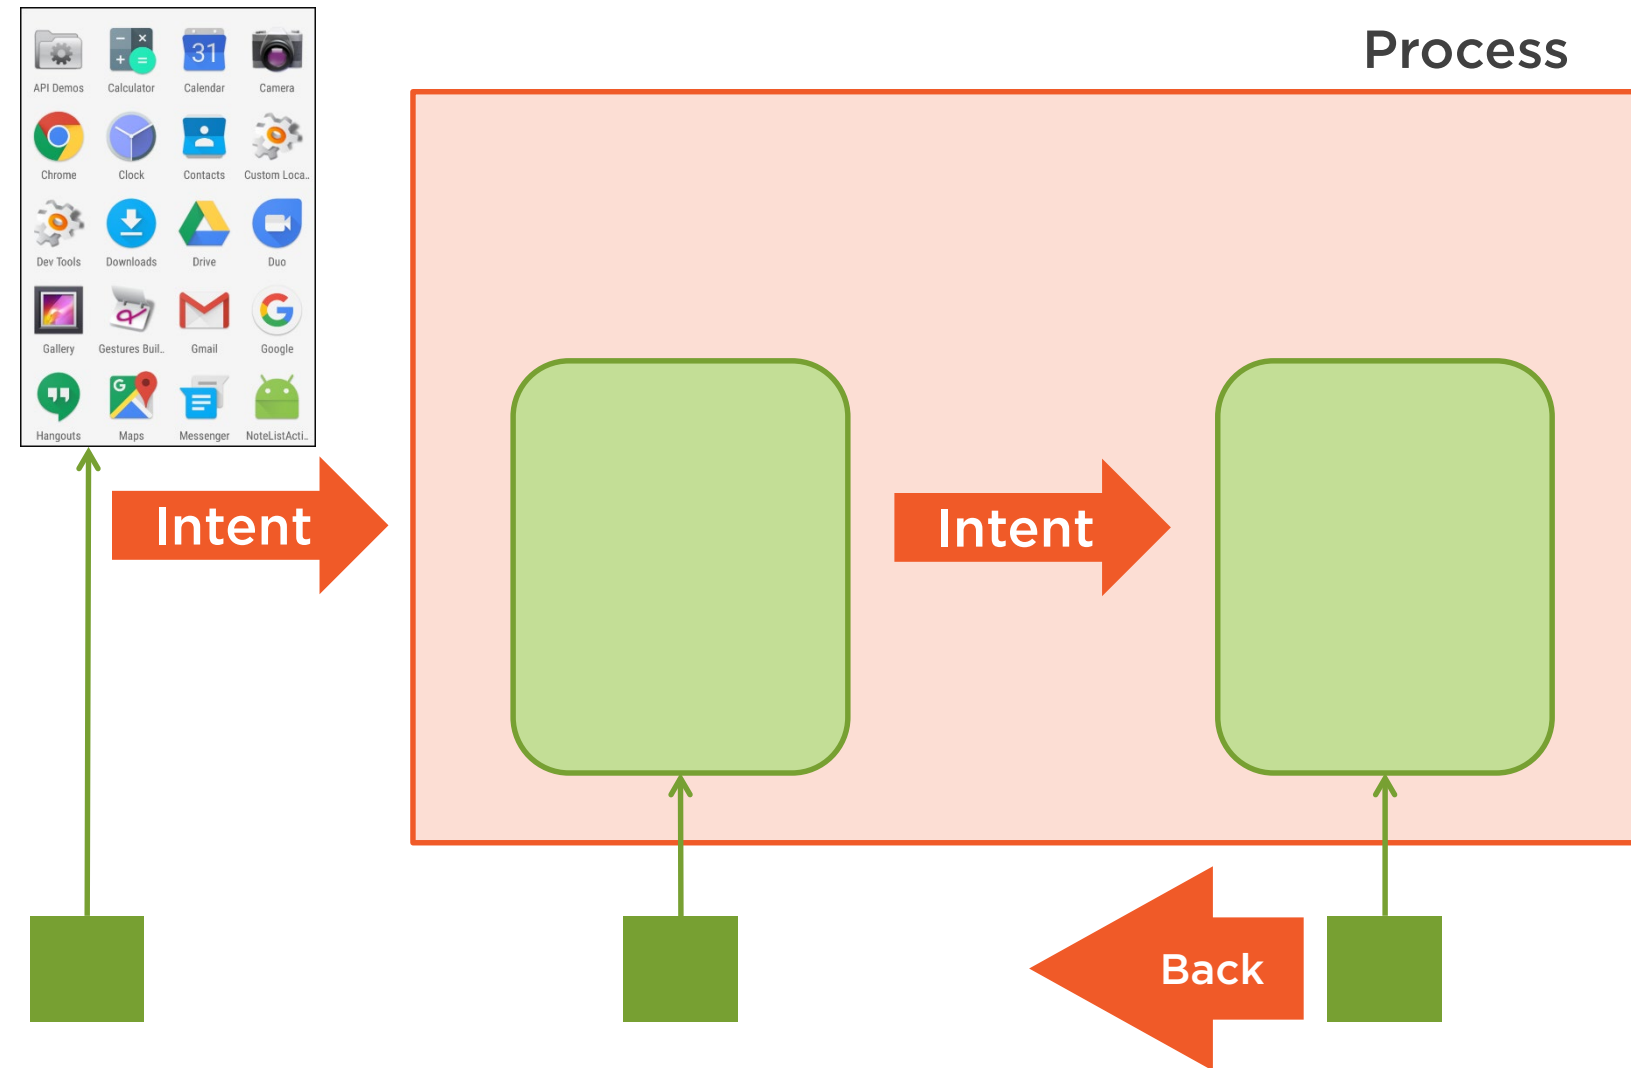 Process
31
API Demos Calculator Calendar Camera
Chrome Clock Contacts Custom Loca..
Dev Tools Downloads Drive Duo
Gallery Gestures Buil.. Gmail Google
G
Hangouts Maps Messenger NoteListActi..
Intent
Intent
Back